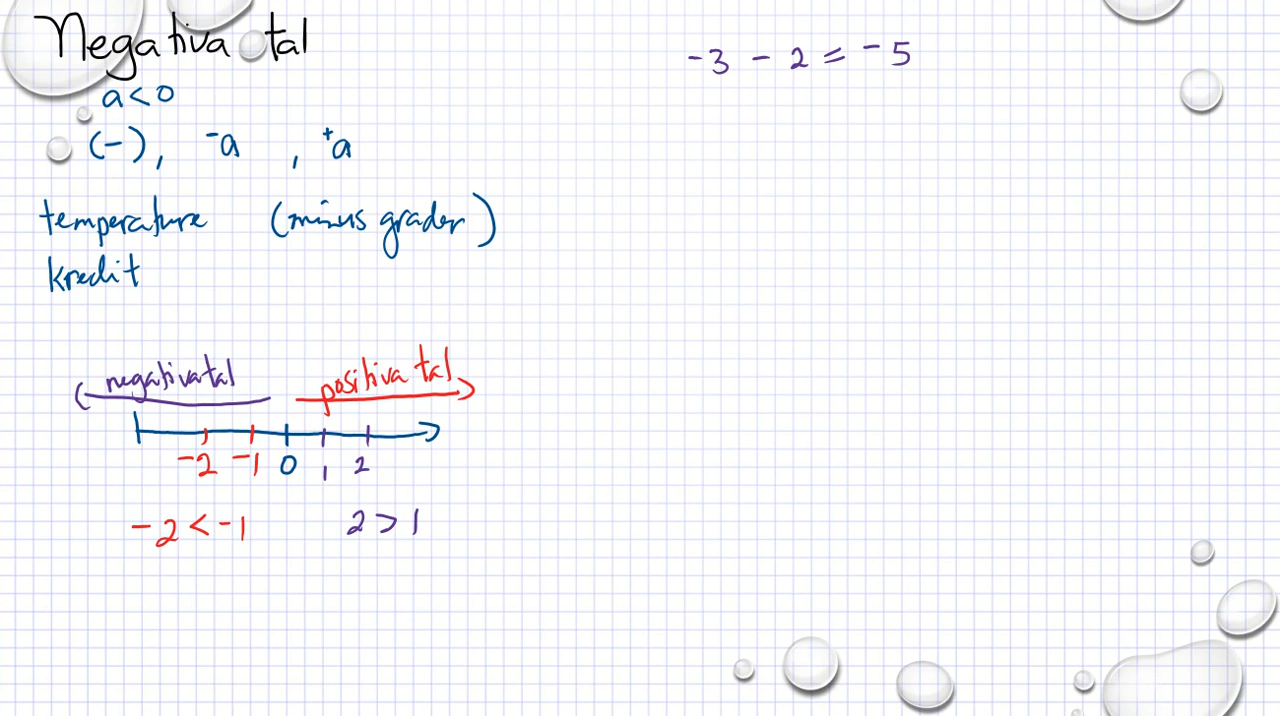 Negativa tal
a < 0
(-), -a , +a
temperature (minus grader)
kredit
negativa tal positiva tal
-2 -1 0 1 2
-2 < -1 2 > 1
-3 - 2 = -5